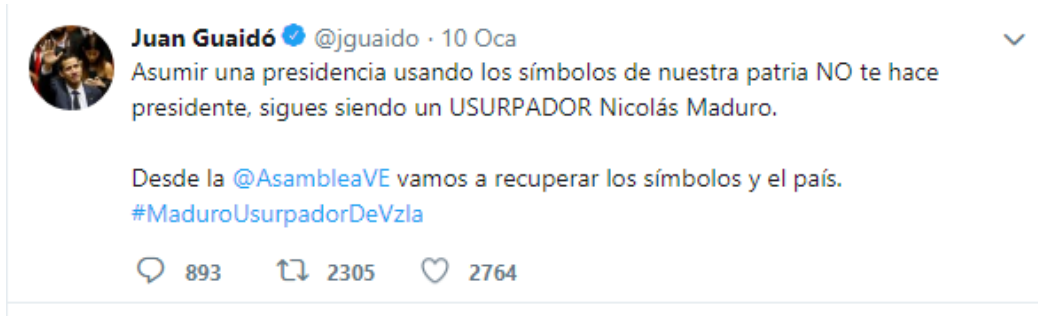 Juan Guaidó @jguaido · 10 Oca
Asumir una presidencia usando los símbolos de nuestra patria NO te hace
presidente, sigues siendo un USURPADOR Nicolás Maduro.
Desde la @AsambleaVE vamos a recuperar los símbolos y el país.
#MaduroUsurpadorDeVzla
893 2305 2764